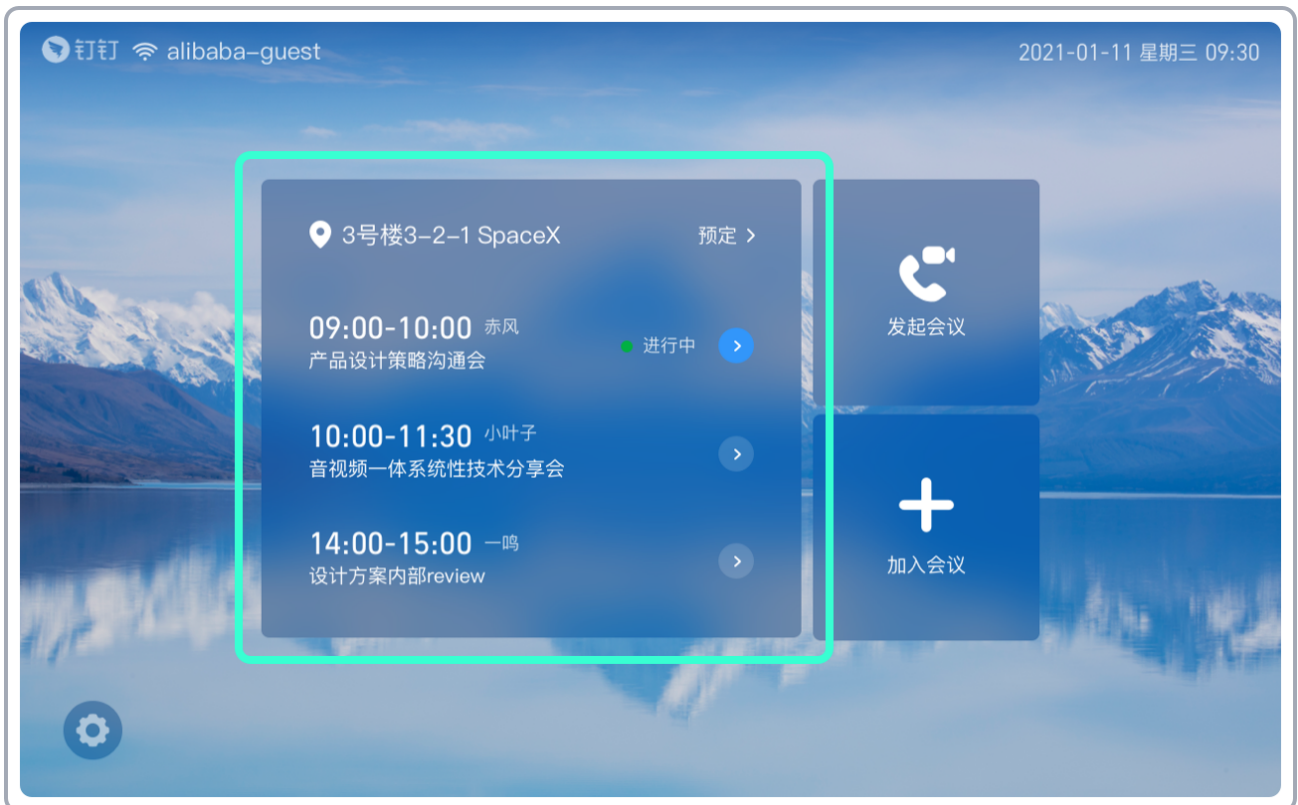 钉钉 alibaba-guest
2021-01-11 星期三 09:30
3号楼3-2-1 SpaceX 预定
09:00-10:00 赤风
产品设计策略沟通会
进行中
10:00-11:30 小叶子
音视频一体系统性技术分享会
14:00-15:00 一鸣
设计方案内部review
发起会议
加入会议